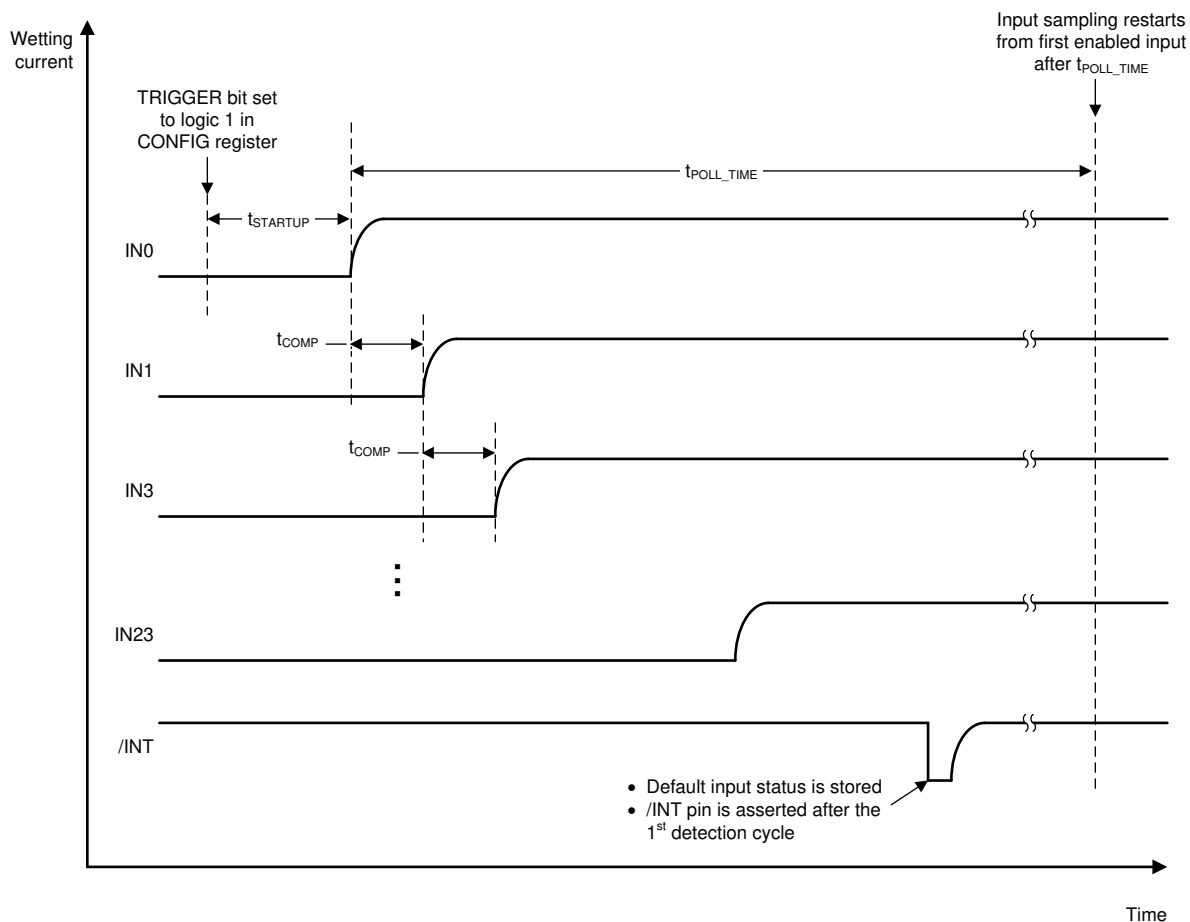 Wetting
current
Input sampling restarts
from first enabled input
after tPOLL_TIME
TRIGGER bit set
to logic 1 in
CONFIG register
tPOLL_TIME
tSTARTUP
IN0
tCOMP
IN1
tCOMP
IN3
IN23
/INT
• Default input status is stored
• /INT pin is asserted after the
1st detection cycle
Time